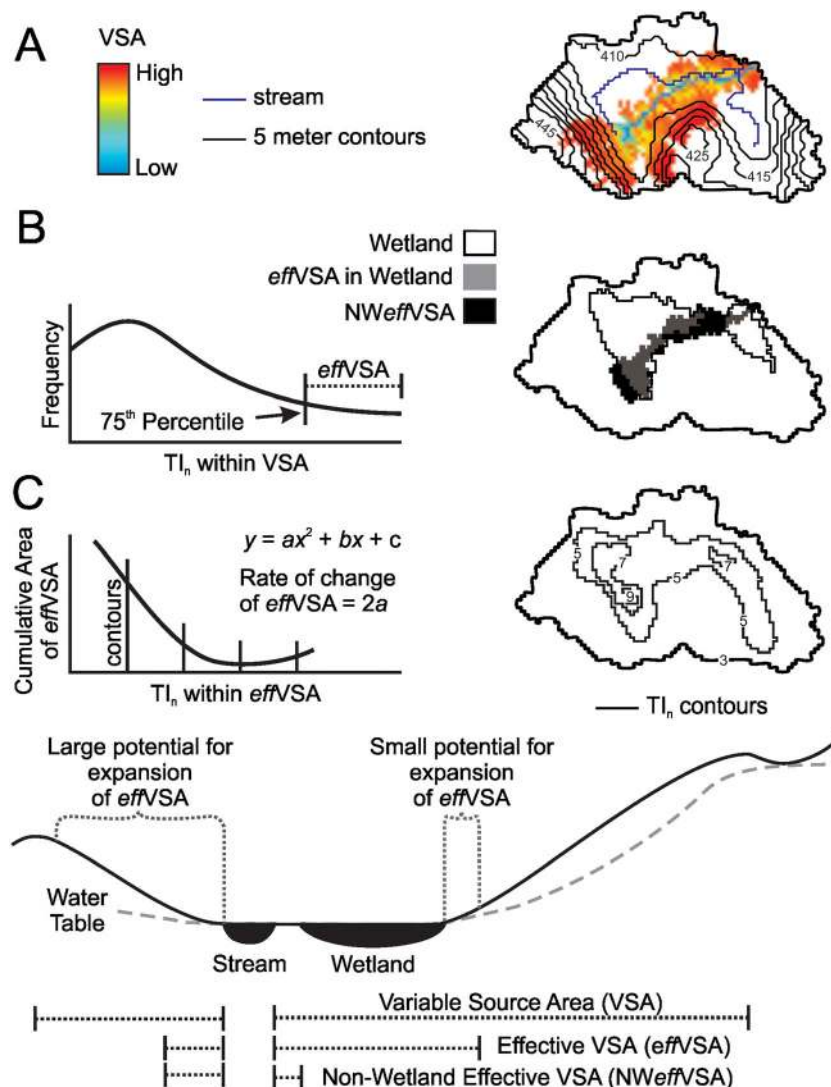 A
VSA
High
Low
stream
5 meter contours
410
445
425
415
B
Wetland
effVSA in Wetland
NWeffVSA
Frequency
effVSA
75th Percentile
TIn within VSA
C
Cumulative Area
of effVSA
contours
y = ax² + bx + c
Rate of change
of effVSA = 2a
TIn within effVSA
5
7
5
7
9
5
3
TIn contours
Large potential for
expansion
of effVSA
Small potential for
expansion
of effVSA
Water
Table
Stream
Wetland
Variable Source Area (VSA)
Effective VSA (effVSA)
Non-Wetland Effective VSA (NWeffVSA)